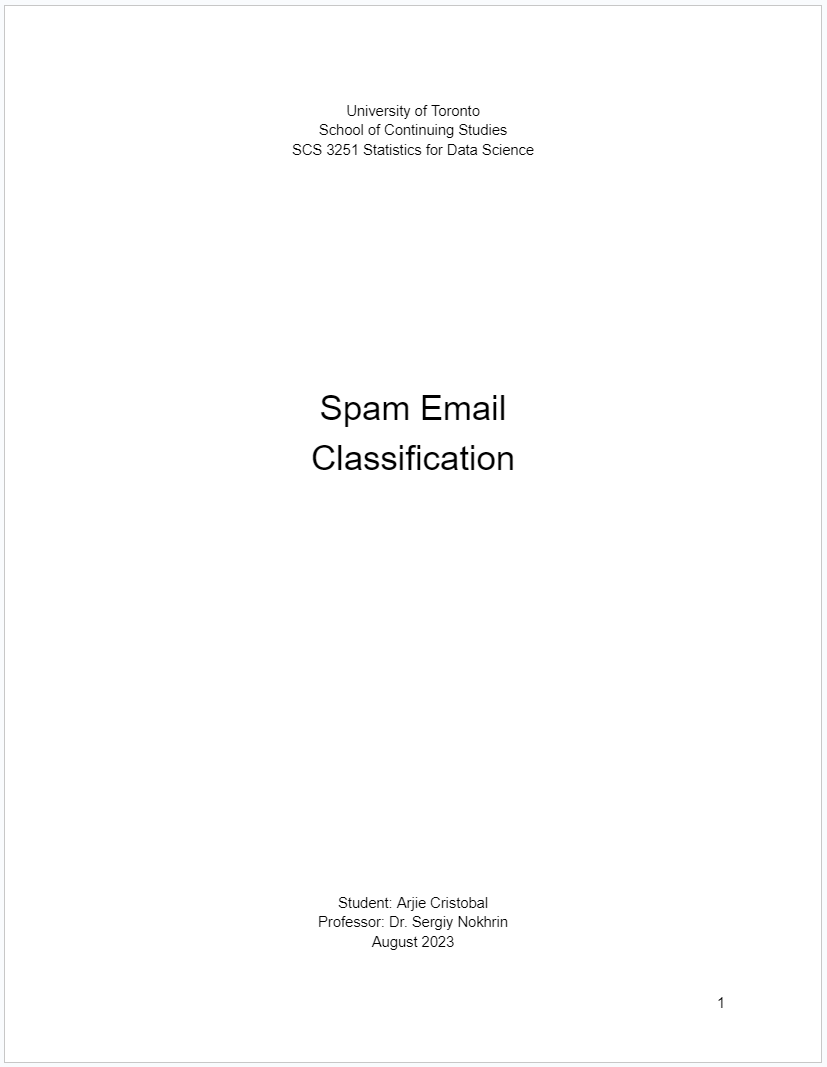 University of Toronto
School of Continuing Studies
SCS 3251 Statistics for Data Science
Spam Email
Classification
Student: Arjie Cristobal
Professor: Dr. Sergiy Nokhrin
August 2023
1